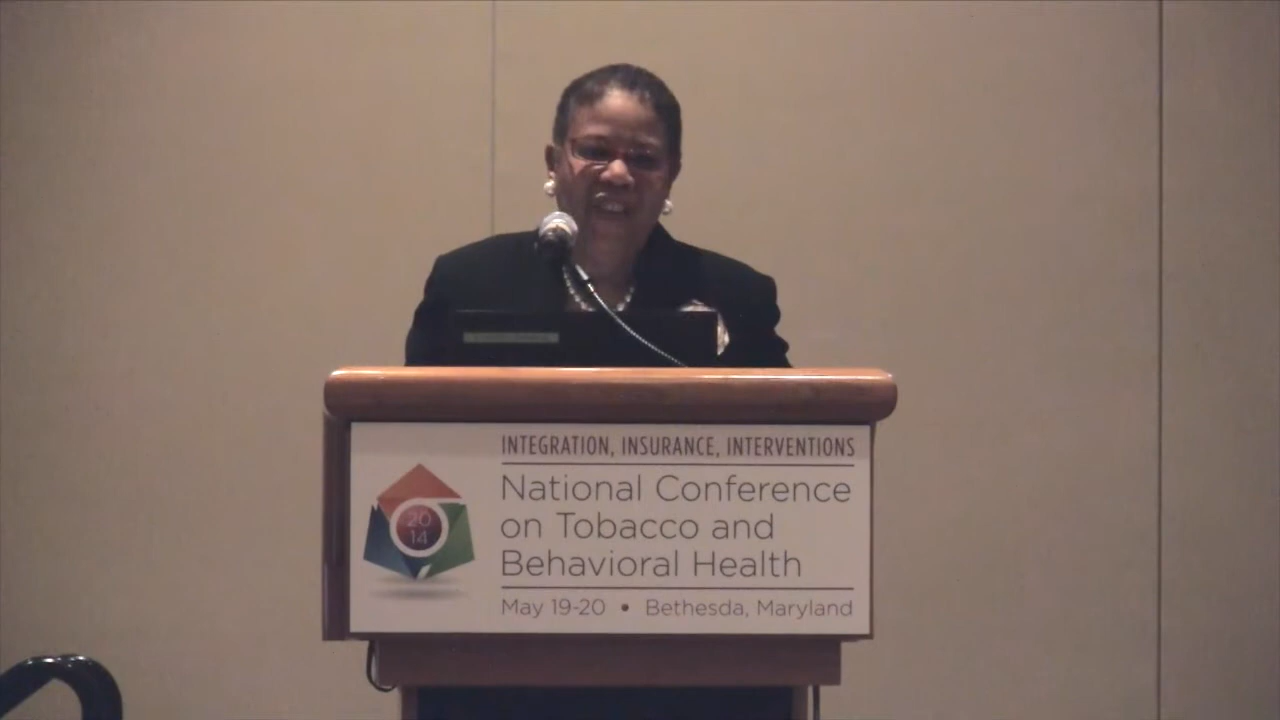 INTEGRATION, INSURANCE, INTERVENTIONS
National Conference
on Tobacco and
Behavioral Health
May 19-20 • Bethesda, Maryland
20
14